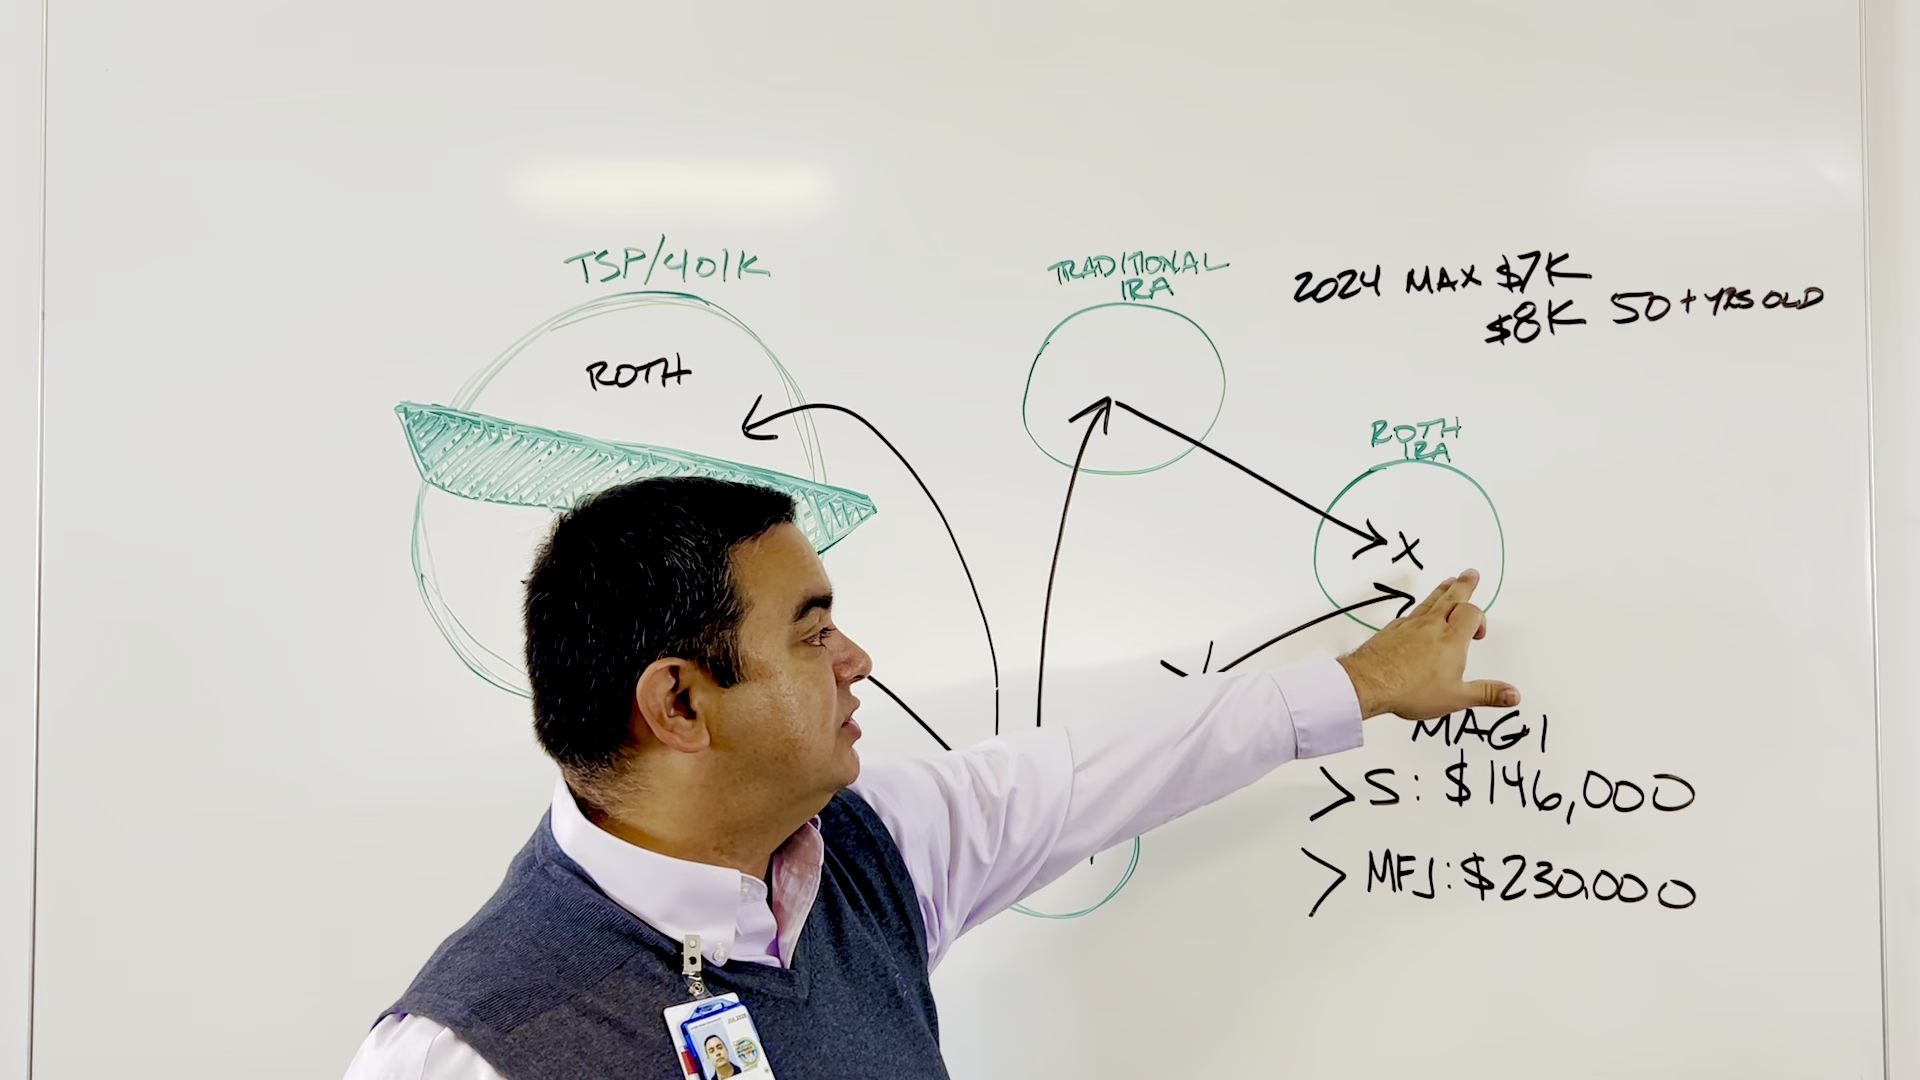 TSP/401K
ROTH
TRADITIONAL
IRA
2024 MAX $7K
$8K 50+ YRS OLD
ROTH
IRA
X
MAGI
> S: $146,000
> MFJ: $230.000